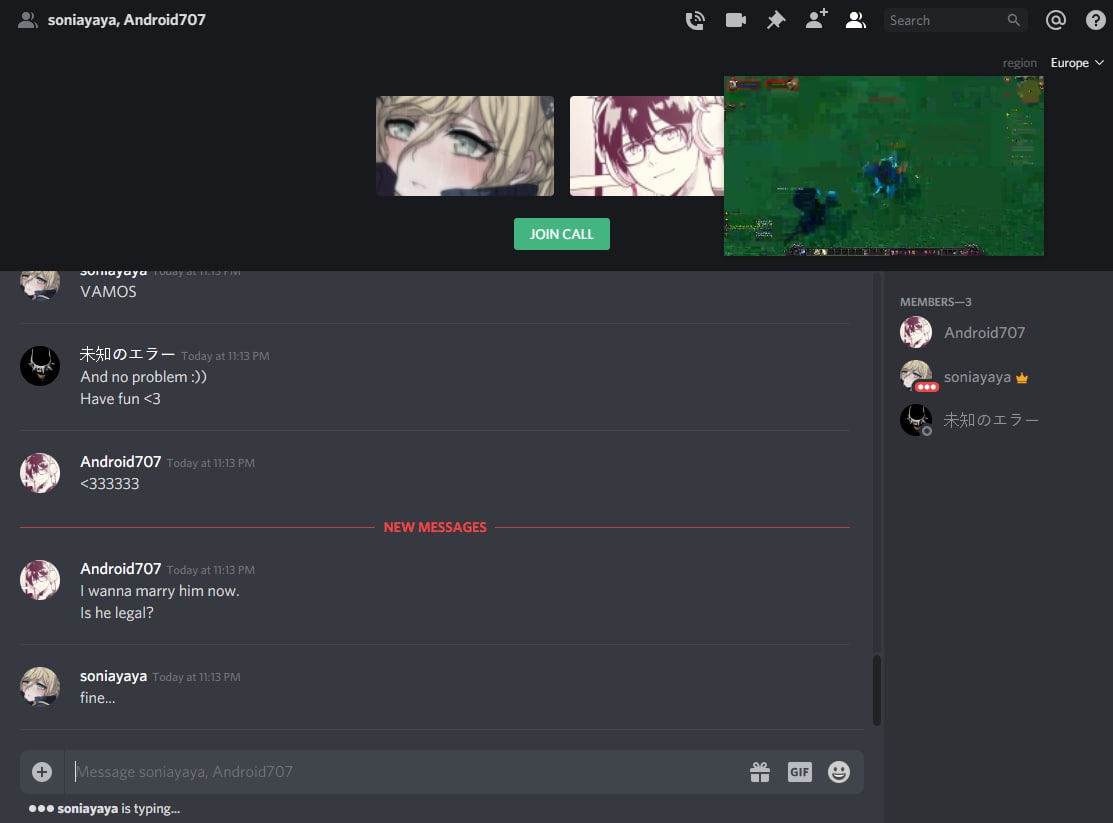 soniayaya, Android707
Search
region Europe
JOIN CALL
soniayaya Today at 11:13 PM
VAMOS
未知のエラー Today at 11:13 PM
And no problem :))
Have fun <3
Android707 Today at 11:13 PM
<333333
NEW MESSAGES
Android707 Today at 11:13 PM
I wanna marry him now.
Is he legal?
soniayaya Today at 11:13 PM
fine...
Message soniayaya, Android707
GIF
soniayaya is typing...
MEMBERS—3
Android707
soniayaya
未知のエラー